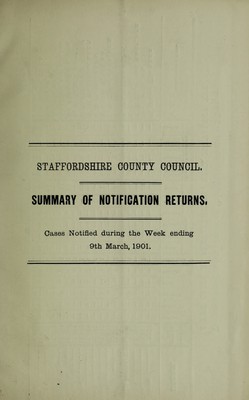 STAFFORDSHIRE COUNTY COUNCIL.
SUMMARY OF NOTIFICATION RETURNS.
Cases Notified during the Week ending
9th March, 1901.